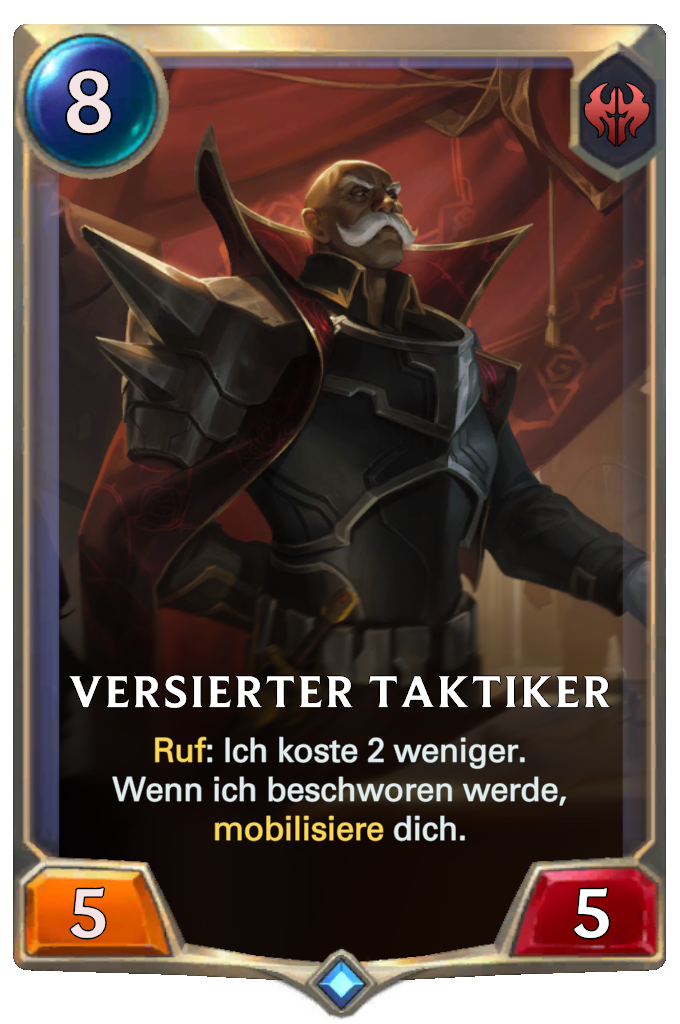 8
VERSIERTER TAKTIKER
Ruf: Ich koste 2 weniger.
Wenn ich beschworen werde,
mobilisiere dich.
5
5